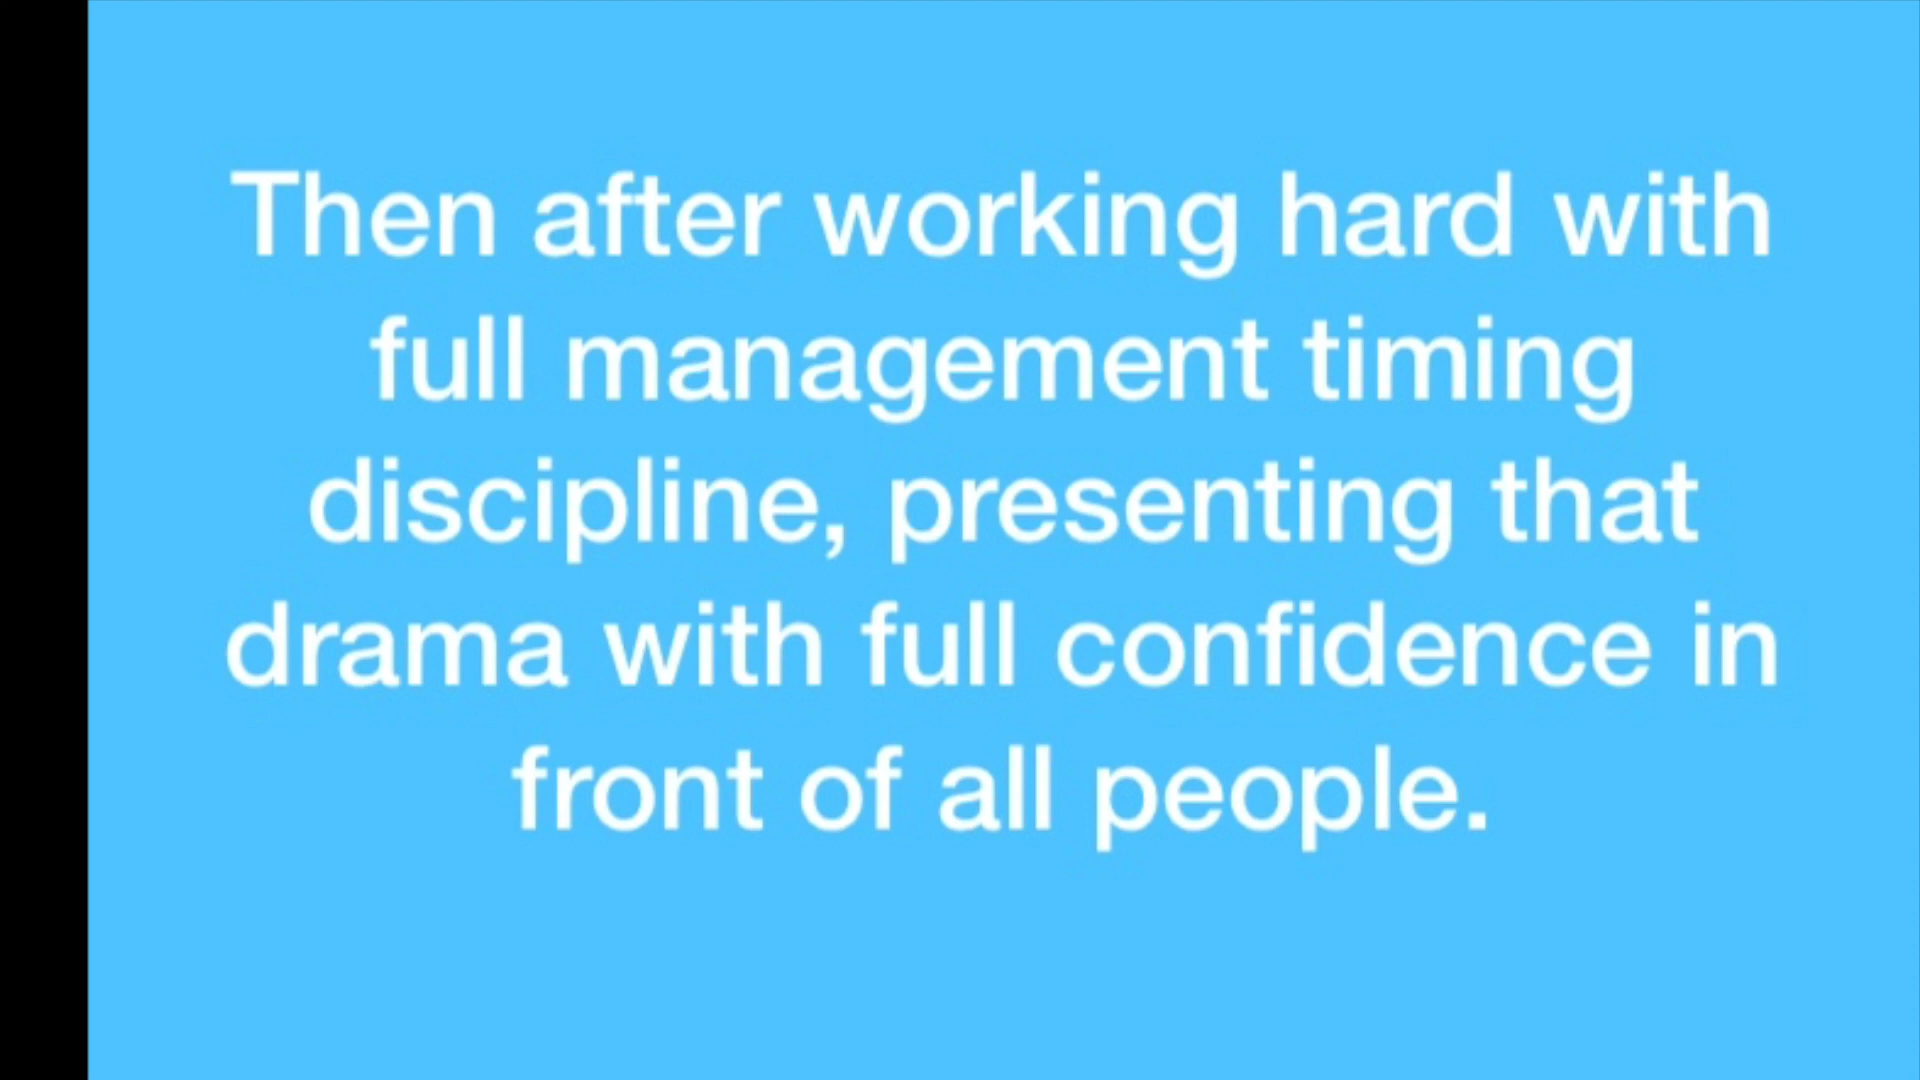 Then after working hard with
full management timing
discipline, presenting that
drama with full confidence in
front of all people.